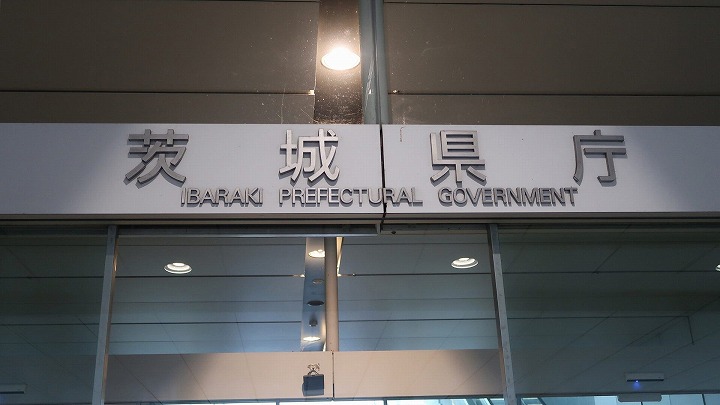 茨城県庁
IBARAKI PREFECTURAL GOVERNMENT